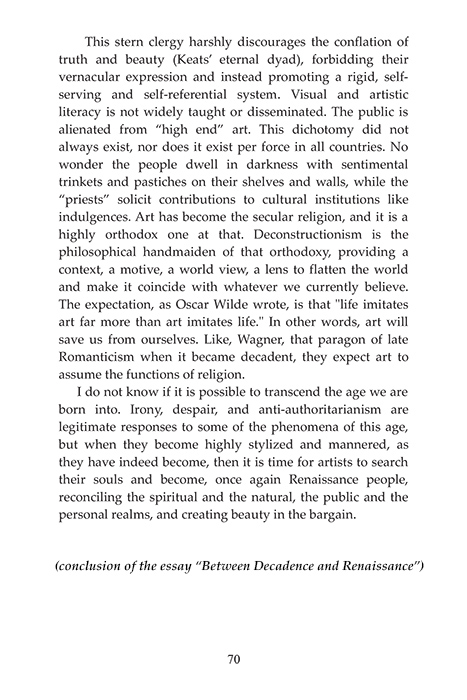 This stern clergy harshly discourages the conflation of
truth and beauty (Keats’ eternal dyad), forbidding their
vernacular expression and instead promoting a rigid, self-
serving and self-referential system. Visual and artistic
literacy is not widely taught or disseminated. The public is
alienated from “high end” art. This dichotomy did not
always exist, nor does it exist per force in all countries. No
wonder the people dwell in darkness with sentimental
trinkets and pastiches on their shelves and walls, while the
“priests” solicit contributions to cultural institutions like
indulgences. Art has become the secular religion, and it is a
highly orthodox one at that. Deconstructionism is the
philosophical handmaiden of that orthodoxy, providing a
context, a motive, a world view, a lens to flatten the world
and make it coincide with whatever we currently believe.
The expectation, as Oscar Wilde wrote, is that "life imitates
art far more than art imitates life." In other words, art will
save us from ourselves. Like, Wagner, that paragon of late
Romanticism when it became decadent, they expect art to
assume the functions of religion.
I do not know if it is possible to transcend the age we are
born into. Irony, despair, and anti-authoritarianism are
legitimate responses to some of the phenomena of this age,
but when they become highly stylized and mannered, as
they have indeed become, then it is time for artists to search
their souls and become, once again Renaissance people,
reconciling the spiritual and the natural, the public and the
personal realms, and creating beauty in the bargain.
(conclusion of the essay “Between Decadence and Renaissance”)
70